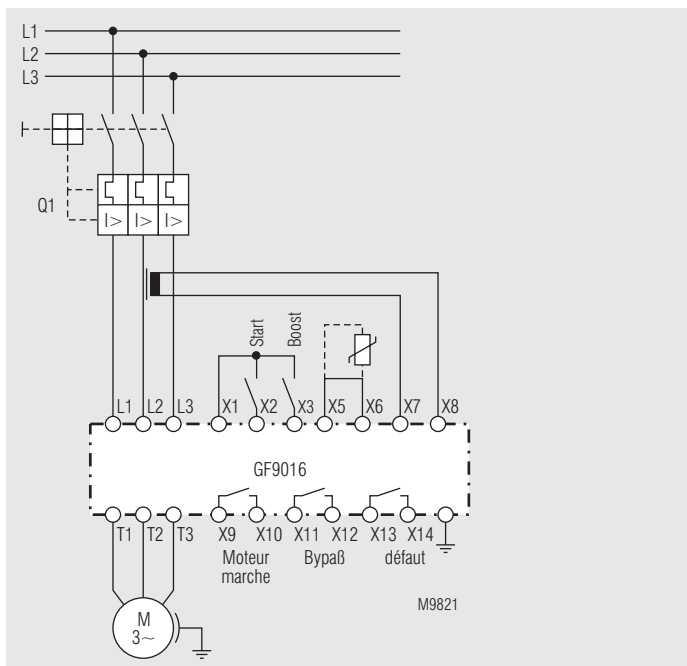 L1
L2
L3
Q1
I> I> I>
Start
Boost
L1 L2 L3 X1 X2 X3 X5 X6 X7 X8
GF9016
T1 T2 T3 X9 X10 X11 X12 X13 X14
Moteur marche
Bypaß
défaut
M
3~
M9821